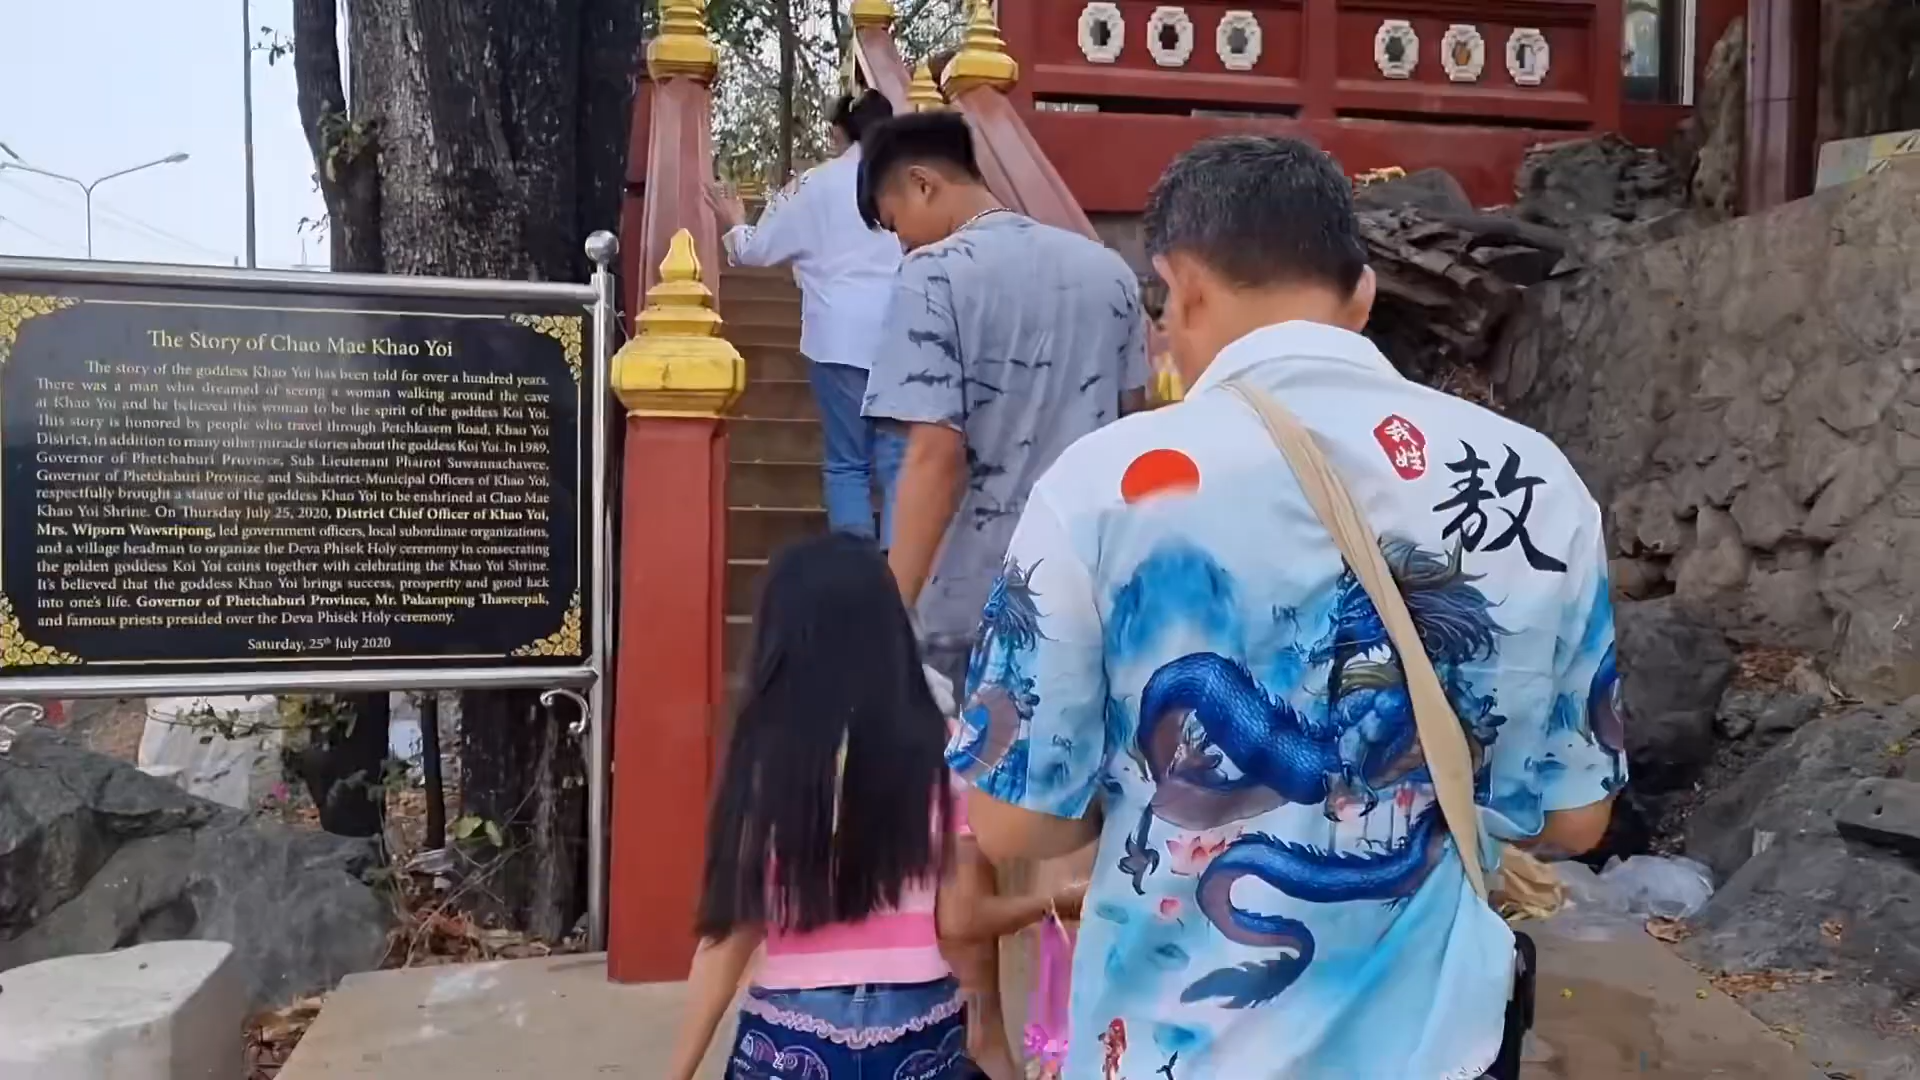 The Story of Chao Mae Khao Yoi
The story of the goddess Khao Yoi has been told for over a hundred years.
There was a man who dreamed of seeing a woman walking around the cave
at Khao Yoi and he believed this woman to be the spirit of the goddess Koi Yoi.
This story is honored by people who travel through Petchkasem Road, Khao Yoi
District, in addition to many other miracle stories about the goddess Koi Yoi. In 1989,
Governor of Phetchaburi Province, Sub Lieutenant Phairot Suwannachawee,
Governor of Phetchaburi Province, and Subdistrict-Municipal Officers of Khao Yoi,
respectfully brought a statue of the goddess Khao Yoi to be enshrined at Chao Mae
Khao Yoi Shrine. On Thursday July 25, 2020, District Chief Officer of Khao Yoi,
Mrs. Wiporn Wawsripong, led government officers, local subordinate organizations,
and a village headman to organize the Deva Phisek Holy ceremony in consecrating
the golden goddess Koi Yoi coins together with celebrating the Khao Yoi Shrine.
It's believed that the goddess Khao Yoi brings success, prosperity and good luck
into one's life. Governor of Phetchaburi Province, Mr. Pakarapong Thaweepak,
and famous priests presided over the Deva Phisek Holy ceremony.
Saturday, 25th July 2020
我
姓
敖